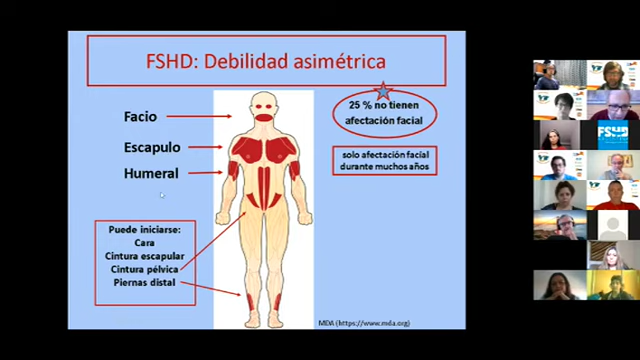 FSHD: Debilidad asimétrica
Facio
Escapulo
Humeral
25 % no tienen
afectación facial
solo afectación facial
durante muchos años
Puede iniciarse:
Cara
Cintura escapular
Cintura pélvica
Piernas distal
MDA (https://www.mda.org)
FSHD